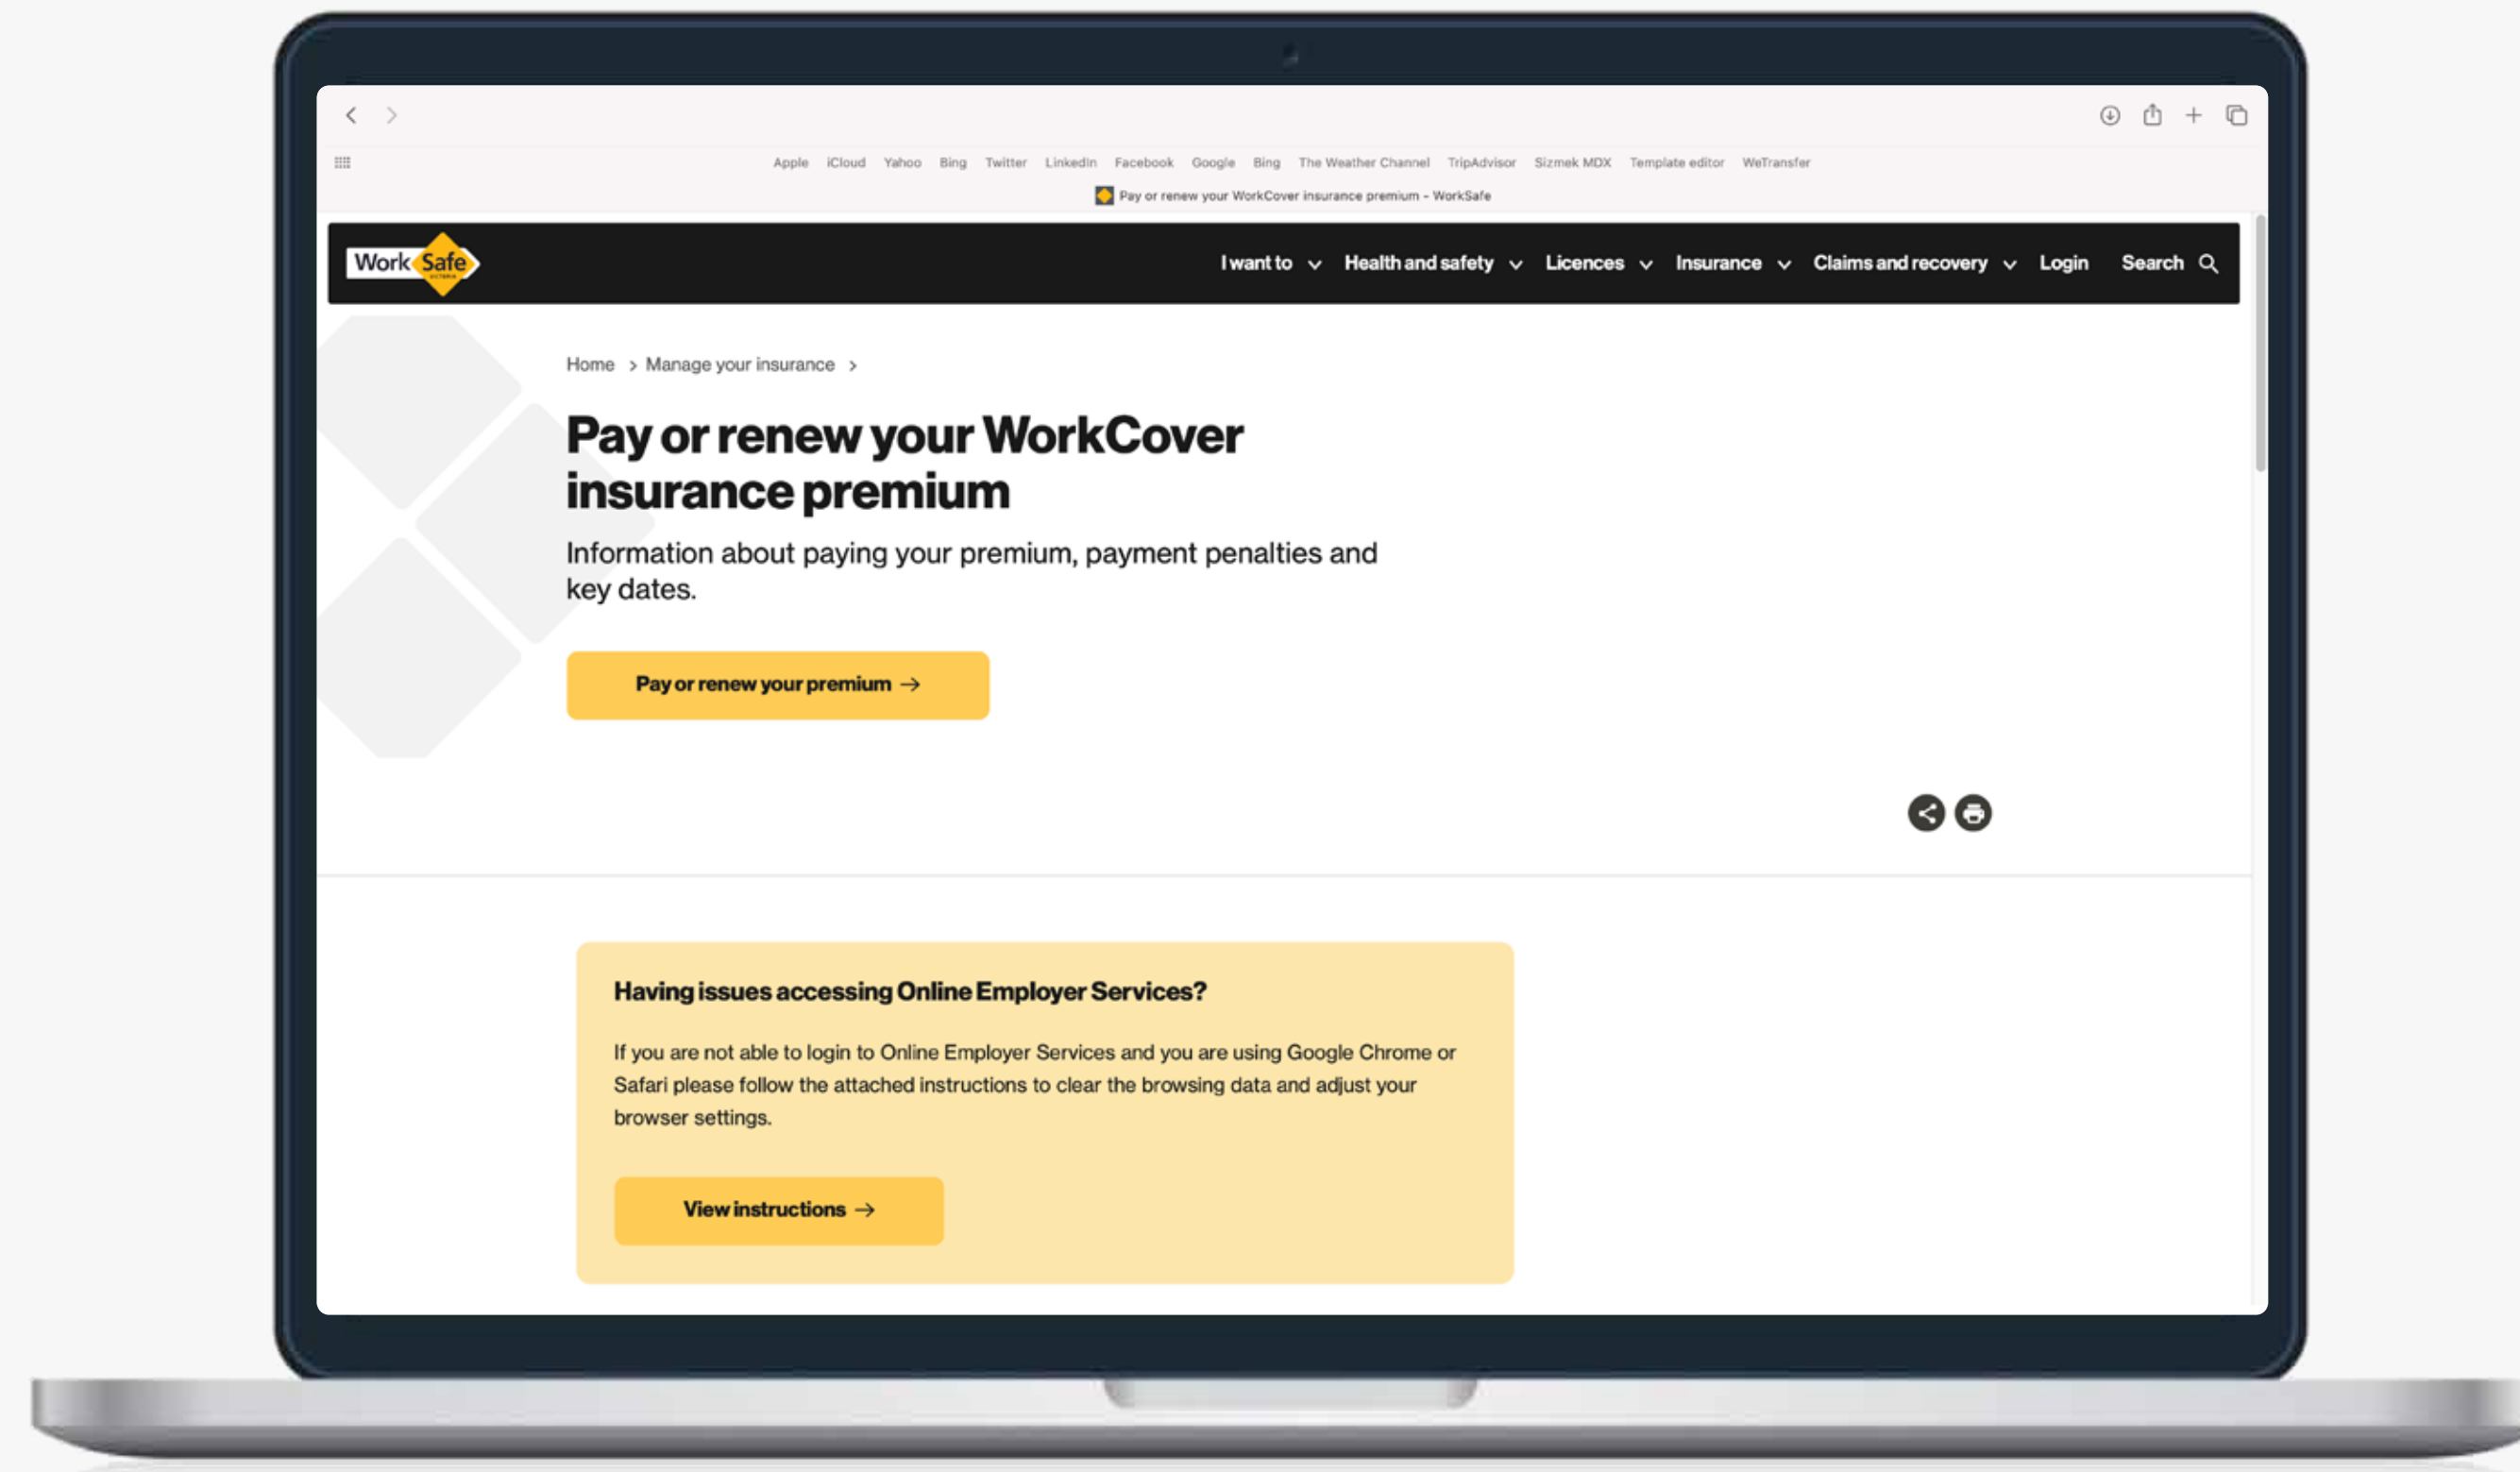 Apple iCloud Yahoo Bing Twitter LinkedIn Facebook Google Bing The Weather Channel TripAdvisor Sizmek MDX Template editor WeTransfer
Pay or renew your WorkCover insurance premium - WorkSafe
WorkSafe
VICTORIA
I want to Health and safety Licences Insurance Claims and recovery Login Search
Home > Manage your insurance >
Pay or renew your WorkCover
insurance premium
Information about paying your premium, payment penalties and
key dates.
Pay or renew your premium →
Having issues accessing Online Employer Services?
If you are not able to login to Online Employer Services and you are using Google Chrome or
Safari please follow the attached instructions to clear the browsing data and adjust your
browser settings.
View instructions →